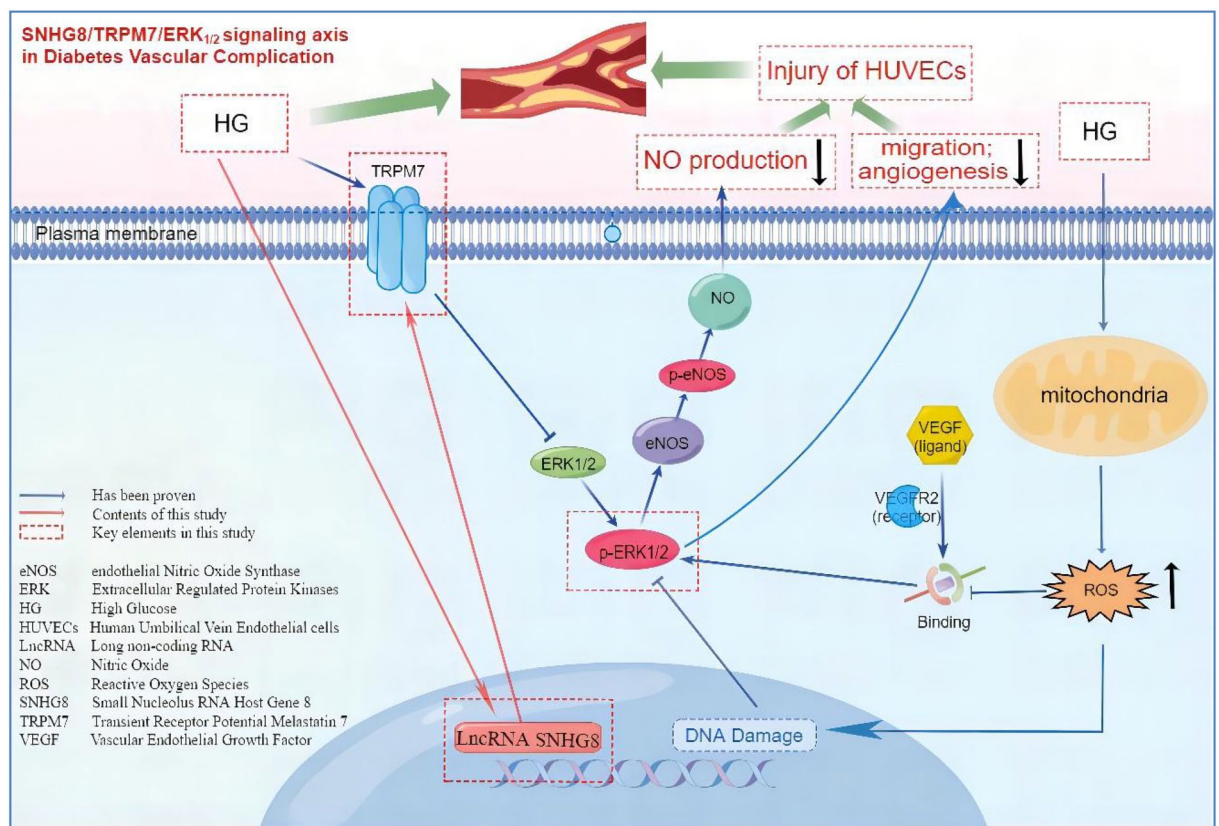 SNHG8/TRPM7/ERK1/2 signaling axis
in Diabetes Vascular Complication
HG
Injury of HUVECs
HG
NO production
migration;
angiogenesis
TRPM7
Plasma membrane
NO
p-eNOS
eNOS
mitochondria
VEGF
(ligand)
VEGFR2
(receptor)
ERK1/2
p-ERK1/2
Binding
ROS
Has been proven
Contents of this study
Key elements in this study
eNOS endothelial Nitric Oxide Synthase
ERK Extracellular Regulated Protein Kinases
HG High Glucose
HUVECs Human Umbilical Vein Endothelial cells
LncRNA Long non-coding RNA
NO Nitric Oxide
ROS Reactive Oxygen Species
SNHG8 Small Nucleolus RNA Host Gene 8
TRPM7 Transient Receptor Potential Melastatin 7
VEGF Vascular Endothelial Growth Factor
LncRNA SNHG8
DNA Damage